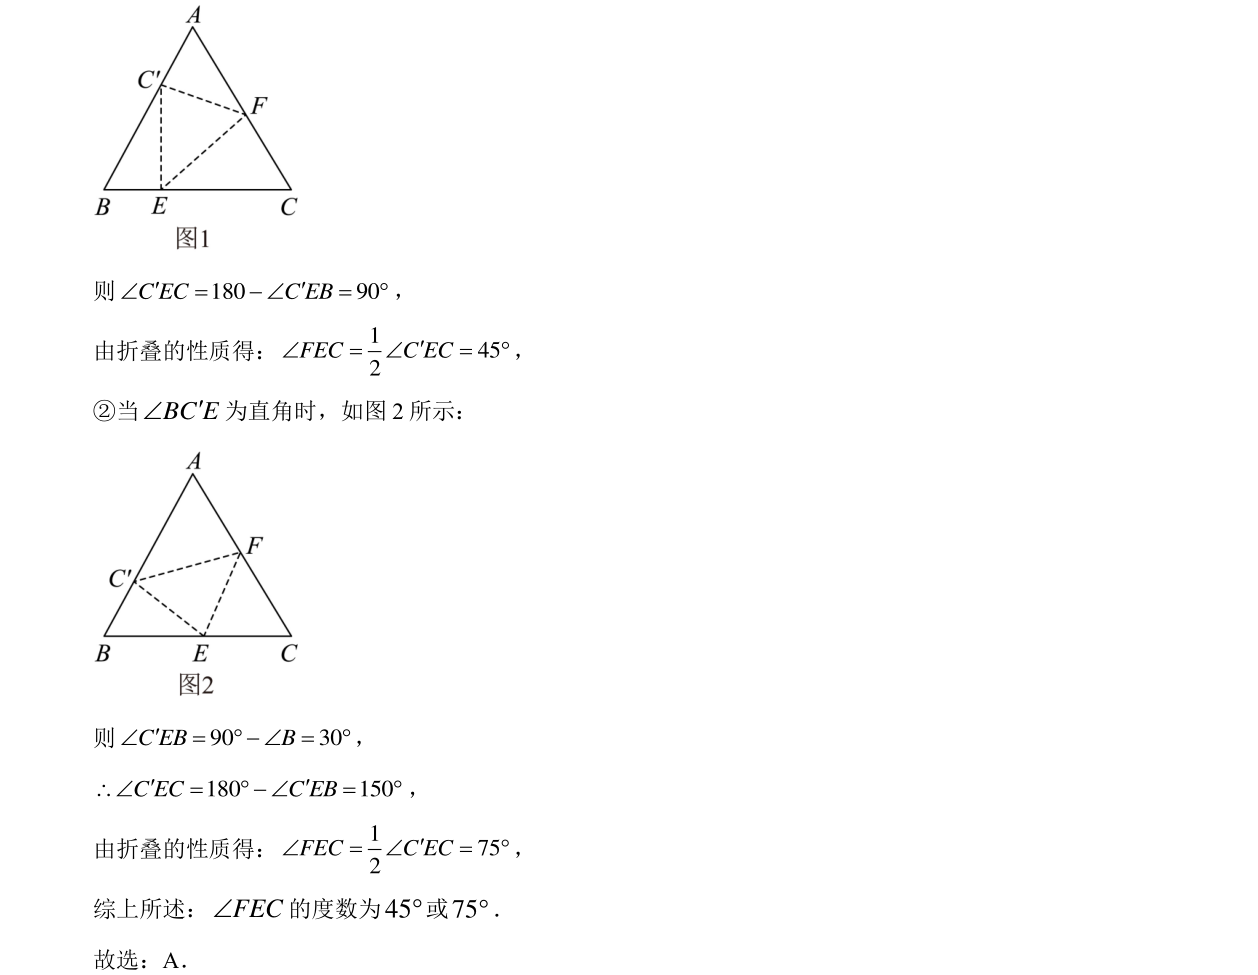 A
C′
F
B E C
图1
则∠C′EC=180−∠C′EB=90°，
由折叠的性质得：∠FEC=1/2∠C′EC=45°，
②当∠BC′E为直角时，如图2所示：
A
F
C′
B E C
图2
则∠C′EB=90°−∠B=30°，
∴∠C′EC=180°−∠C′EB=150°，
由折叠的性质得：∠FEC=1/2∠C′EC=75°，
综上所述：∠FEC的度数为45°或75°．
故选：A．